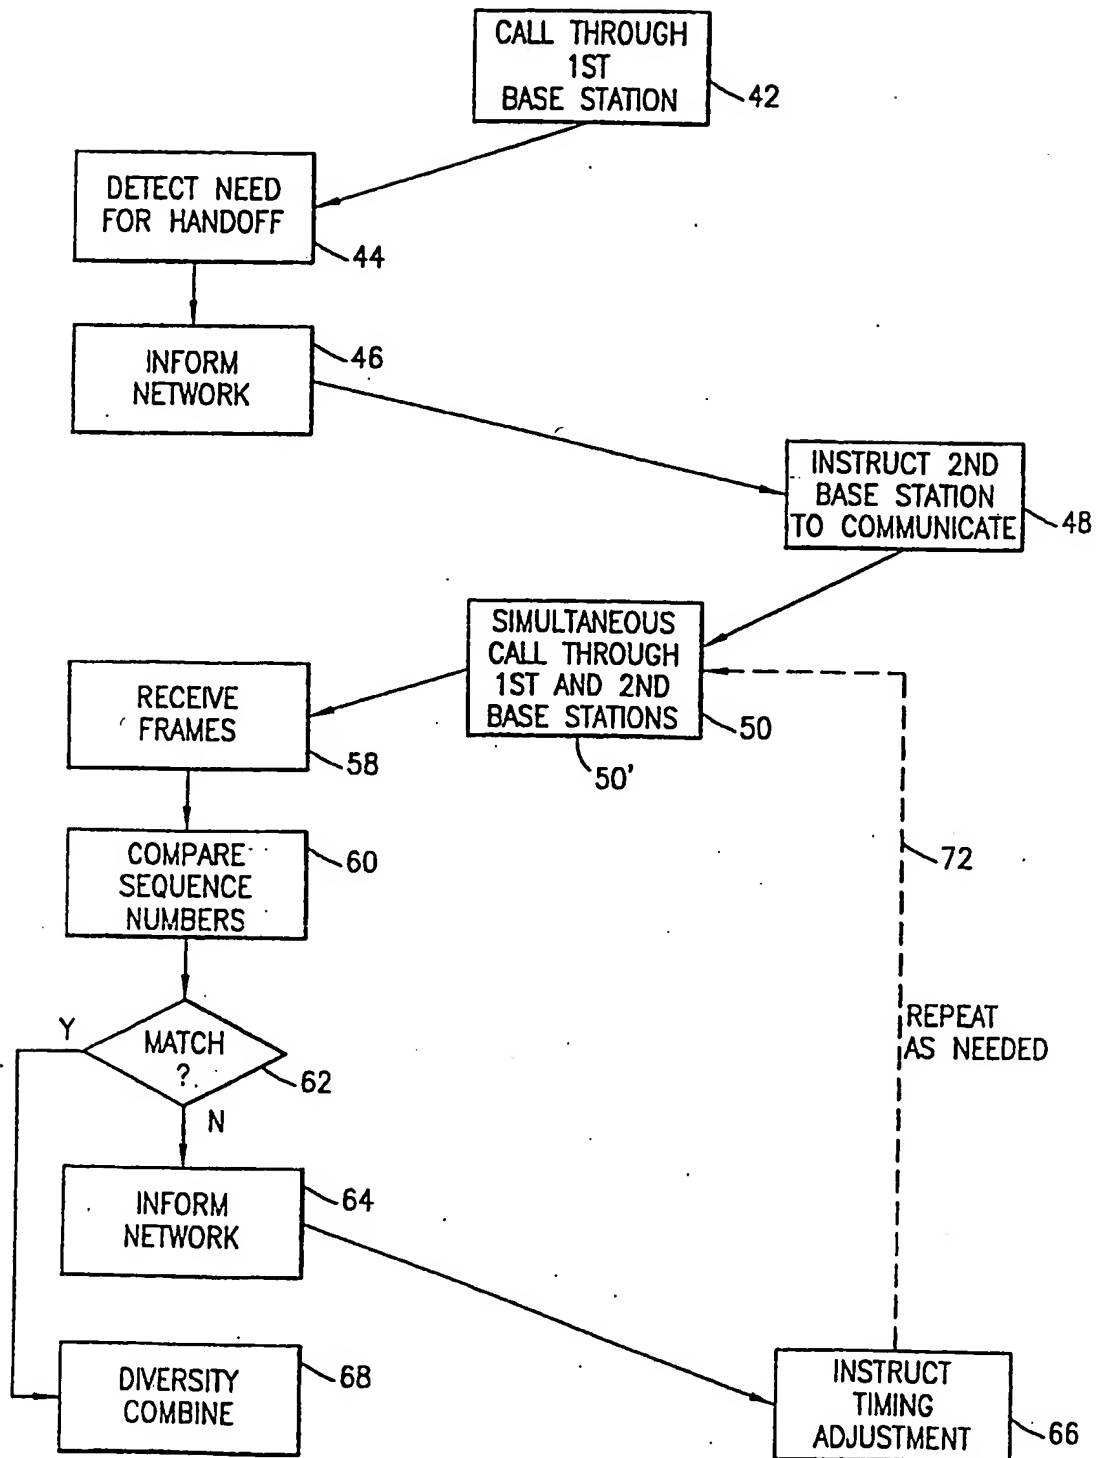 CALL THROUGH
1ST
BASE STATION
42
DETECT NEED
FOR HANDOFF
44
INFORM
NETWORK
46
INSTRUCT 2ND
BASE STATION
TO COMMUNICATE
48
SIMULTANEOUS
CALL THROUGH
1ST AND 2ND
BASE STATIONS
50
50'
RECEIVE
FRAMES
58
COMPARE
SEQUENCE
NUMBERS
60
72
REPEAT
AS NEEDED
Y
MATCH
?
62
N
INFORM
NETWORK
64
DIVERSITY
COMBINE
68
INSTRUCT
TIMING
ADJUSTMENT
66